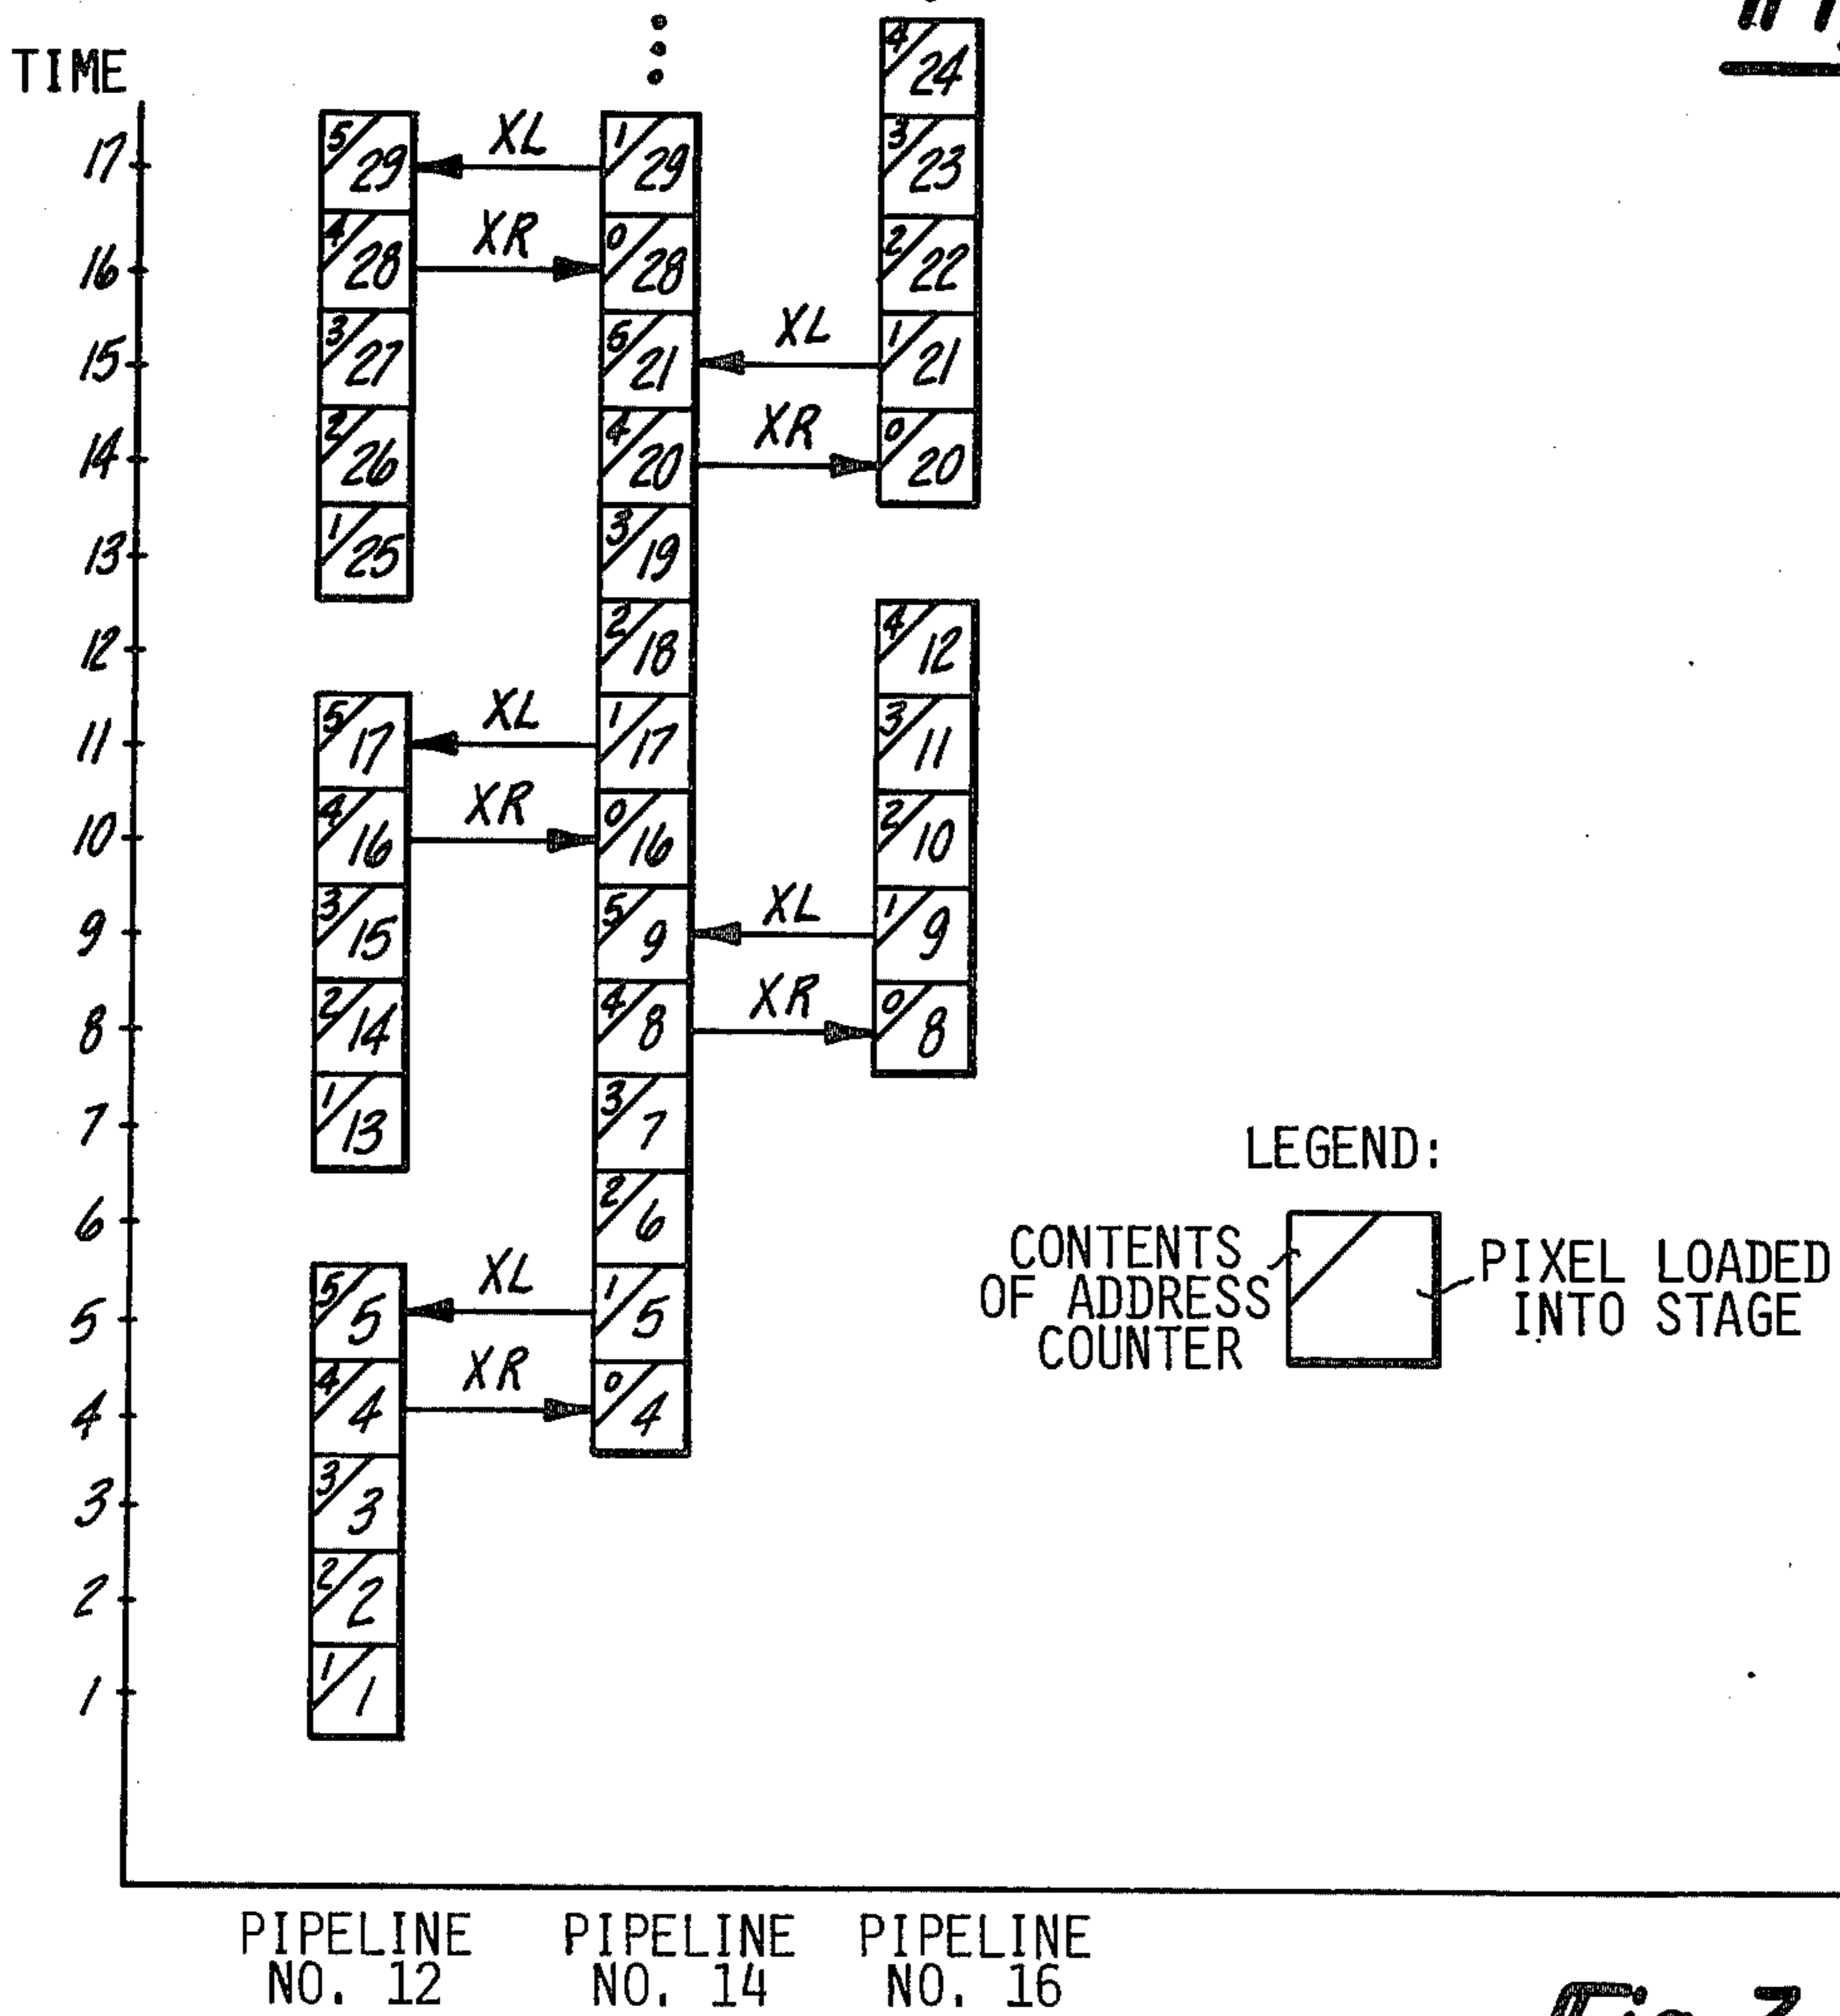 TIME
4 24
17 5 29 XL 1 29 3 23
16 4 28 XR 0 28 2 22
15 3 27 5 21 XL 1 21
14 2 26 4 20 XR 0 20
13 1 25 3 19
12 2 18 4 12
11 5 17 XL 1 17 3 11
10 4 16 XR 0 16 2 10
9 3 15 5 9 XL 1 9
8 2 14 4 8 XR 0 8
7 1 13 3 7
6 2 6
5 5 5 XL 1 5
4 4 4 XR 0 4
3 3 3
2 2 2
1 1 1
LEGEND:
CONTENTS
OF ADDRESS
COUNTER
PIXEL LOADED
INTO STAGE
PIPELINE
NO. 12
PIPELINE
NO. 14
PIPELINE
NO. 16